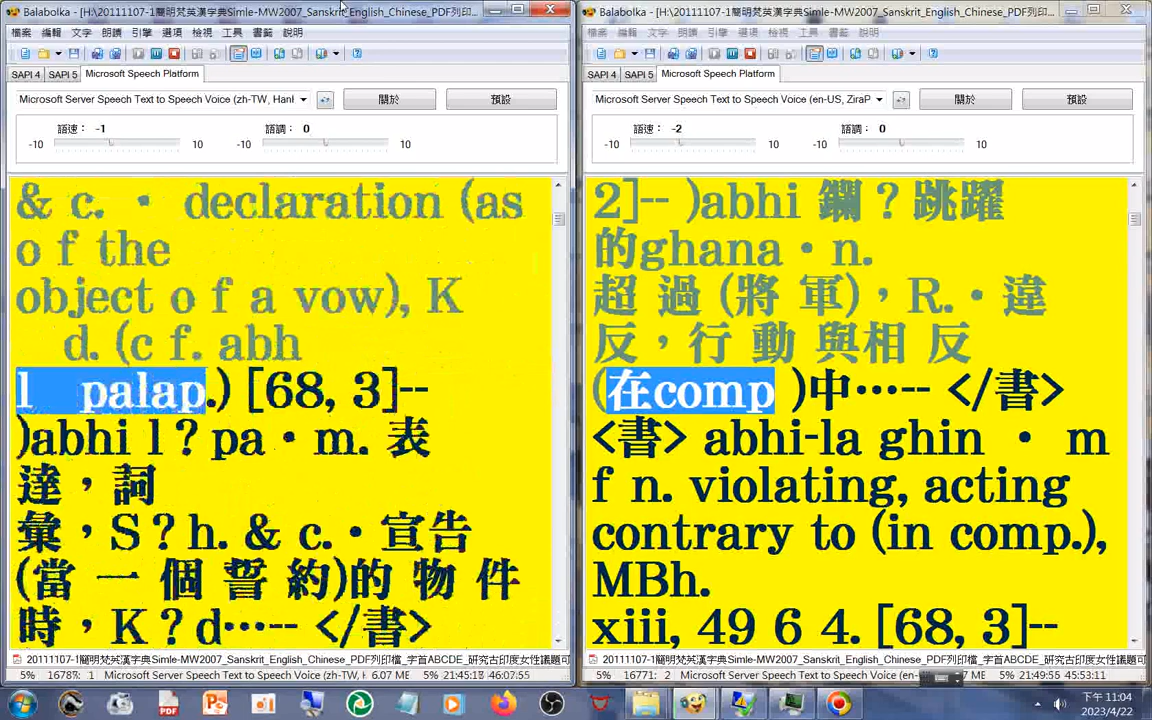 Balabolka - [H:\20111107-1簡明梵英漢字典Simle-MW2007_Sanskrit_English_Chinese_PDF列印...
檔案 編輯 文字 朗讀 引擎 選項 檢視 工具 書籤 說明
SAPI 4 SAPI 5 Microsoft Speech Platform
Microsoft Server Speech Text to Speech Voice (zh-TW, Hanl 關於 預設
語速： -1 語調： 0
-10 10 -10 10
& c. · declaration (as
o f the
object o f a vow), K
d. (c f. abh
l palap.) [68, 3]--
)abhi l？pa·m. 表
達，詞
彙，S？h. & c.·宣告
(當 一 個 誓 約)的 物 件
時，K？d…-- </書>
20111107-1簡明梵英漢字典Simle-MW2007_Sanskrit_English_Chinese_PDF列印檔_字首ABCDE_研究古印度女性議題可
5% 16783: 1 Microsoft Server Speech Text to Speech Voice (zh-TW, H 6.07 ME 5% 21:45:13 46:07:55
Balabolka - [H:\20111107-1簡明梵英漢字典Simle-MW2007_Sanskrit_English_Chinese_PDF列印...
檔案 編輯 文字 朗讀 引擎 選項 檢視 工具 書籤 說明
SAPI 4 SAPI 5 Microsoft Speech Platform
Microsoft Server Speech Text to Speech Voice (en-US, ZiraP 關於 預設
語速： -2 語調： 0
-10 10 -10 10
2]-- )abhi 鑭？跳躍
的ghana·n.
超 過 (將 軍)，R.·違
反，行 動 與相 反
(在comp )中…-- </書>
<書> abhi-la ghin · m
f n. violating, acting
contrary to (in comp.),
MBh.
xiii, 49 6 4. [68, 3]--
20111107-1簡明梵英漢字典Simle-MW2007_Sanskrit_English_Chinese_PDF列印檔_字首ABCDE_研究古印度女性議題可
5% 16771: 2 Microsoft Server Speech Text to Speech Voice ME 5% 21:49:55 45:53:11
下午 11:04
2023/4/22